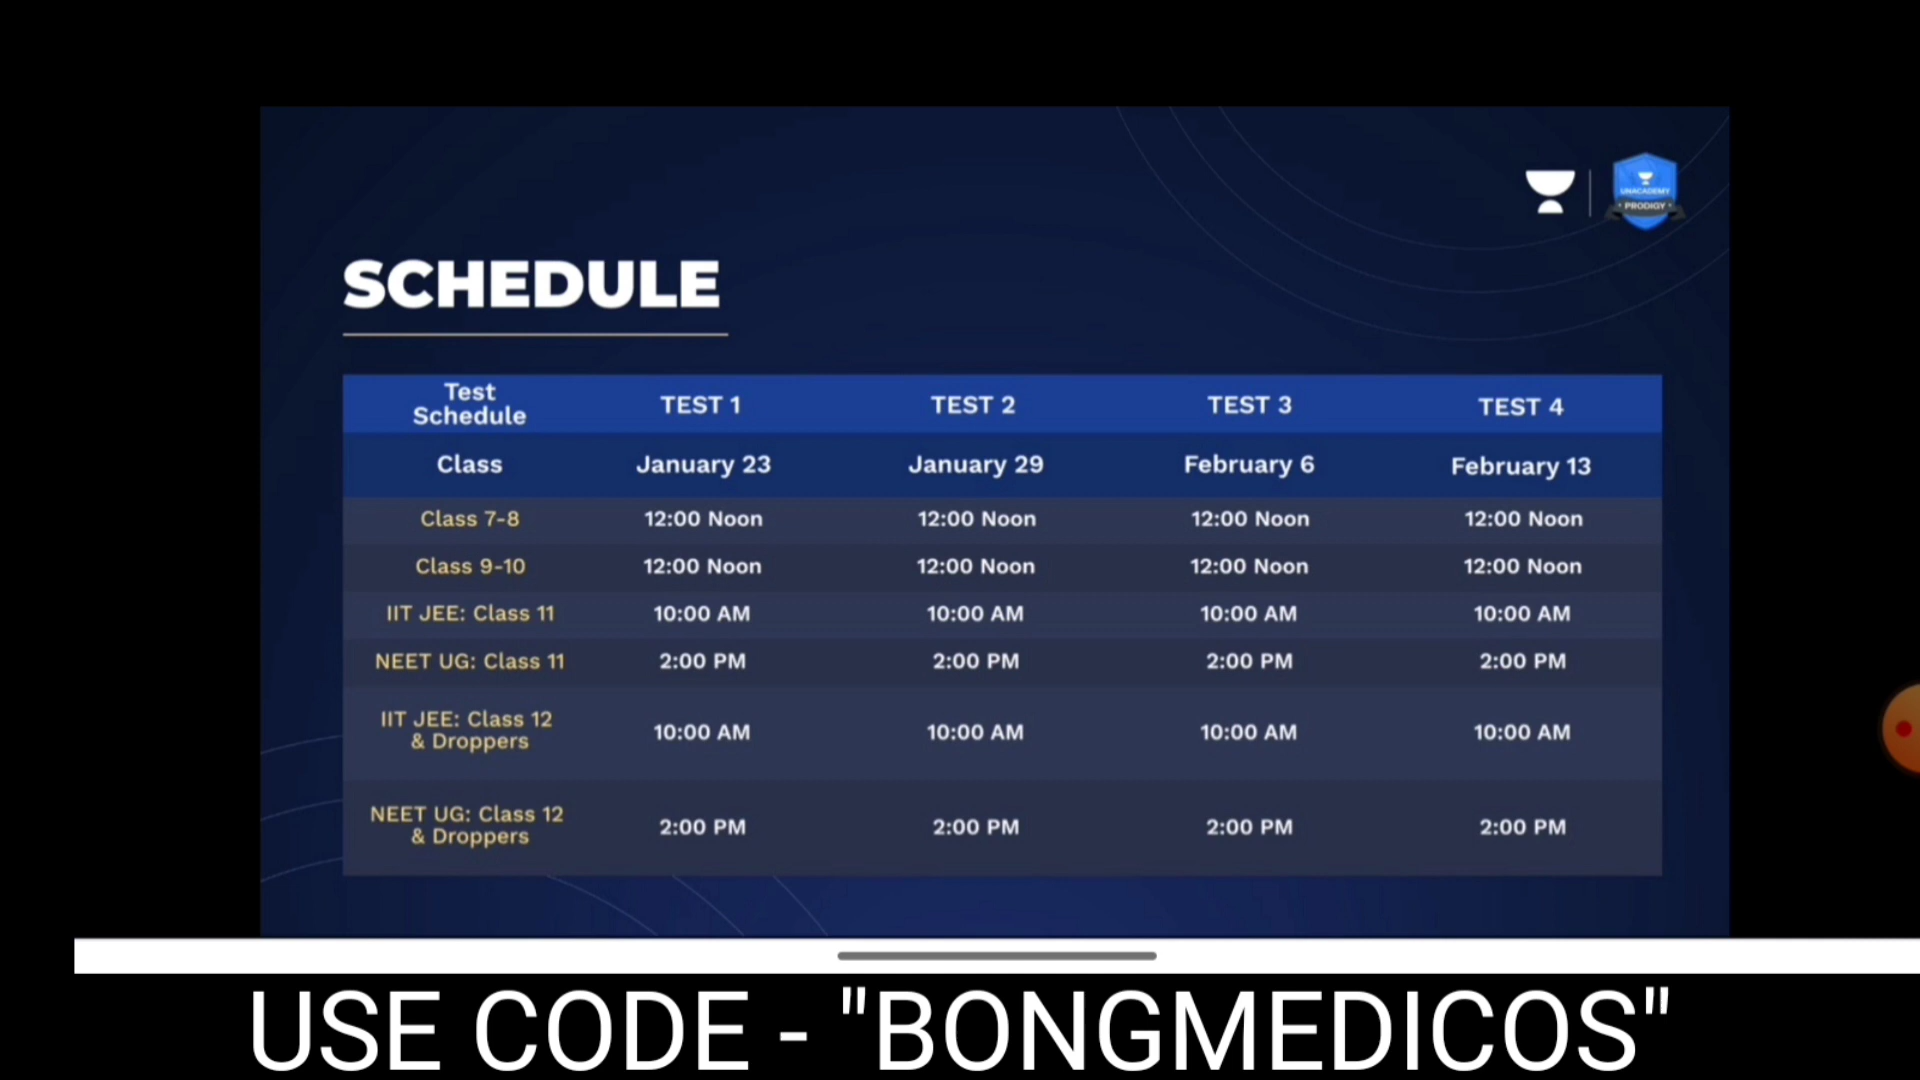 UNACADEMY
PRODIGY
SCHEDULE
Test Schedule TEST 1 TEST 2 TEST 3 TEST 4
Class January 23 January 29 February 6 February 13
Class 7-8 12:00 Noon 12:00 Noon 12:00 Noon 12:00 Noon
Class 9-10 12:00 Noon 12:00 Noon 12:00 Noon 12:00 Noon
IIT JEE: Class 11 10:00 AM 10:00 AM 10:00 AM 10:00 AM
NEET UG: Class 11 2:00 PM 2:00 PM 2:00 PM 2:00 PM
IIT JEE: Class 12 & Droppers 10:00 AM 10:00 AM 10:00 AM 10:00 AM
NEET UG: Class 12 & Droppers 2:00 PM 2:00 PM 2:00 PM 2:00 PM
USE CODE - "BONGMEDICOS"